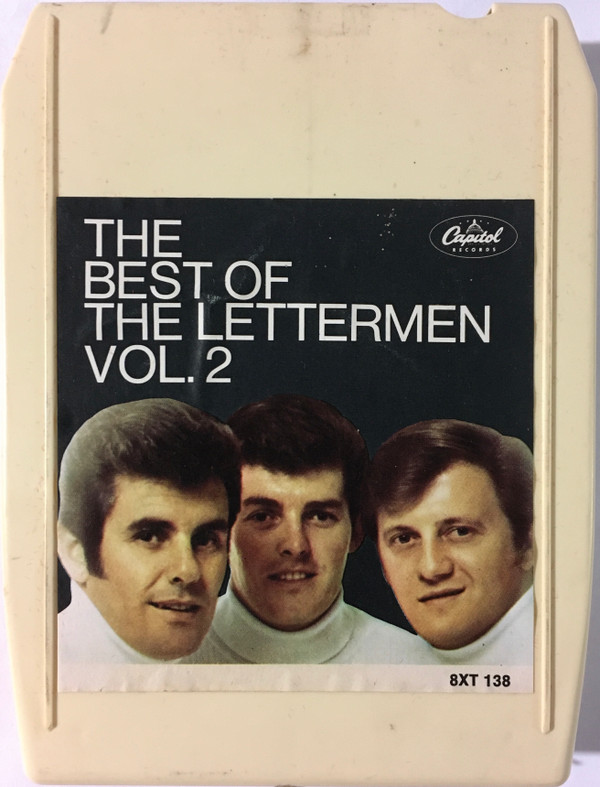 THE
BEST OF
THE LETTERMEN
VOL. 2
Capitol
RECORDS
8XT 138